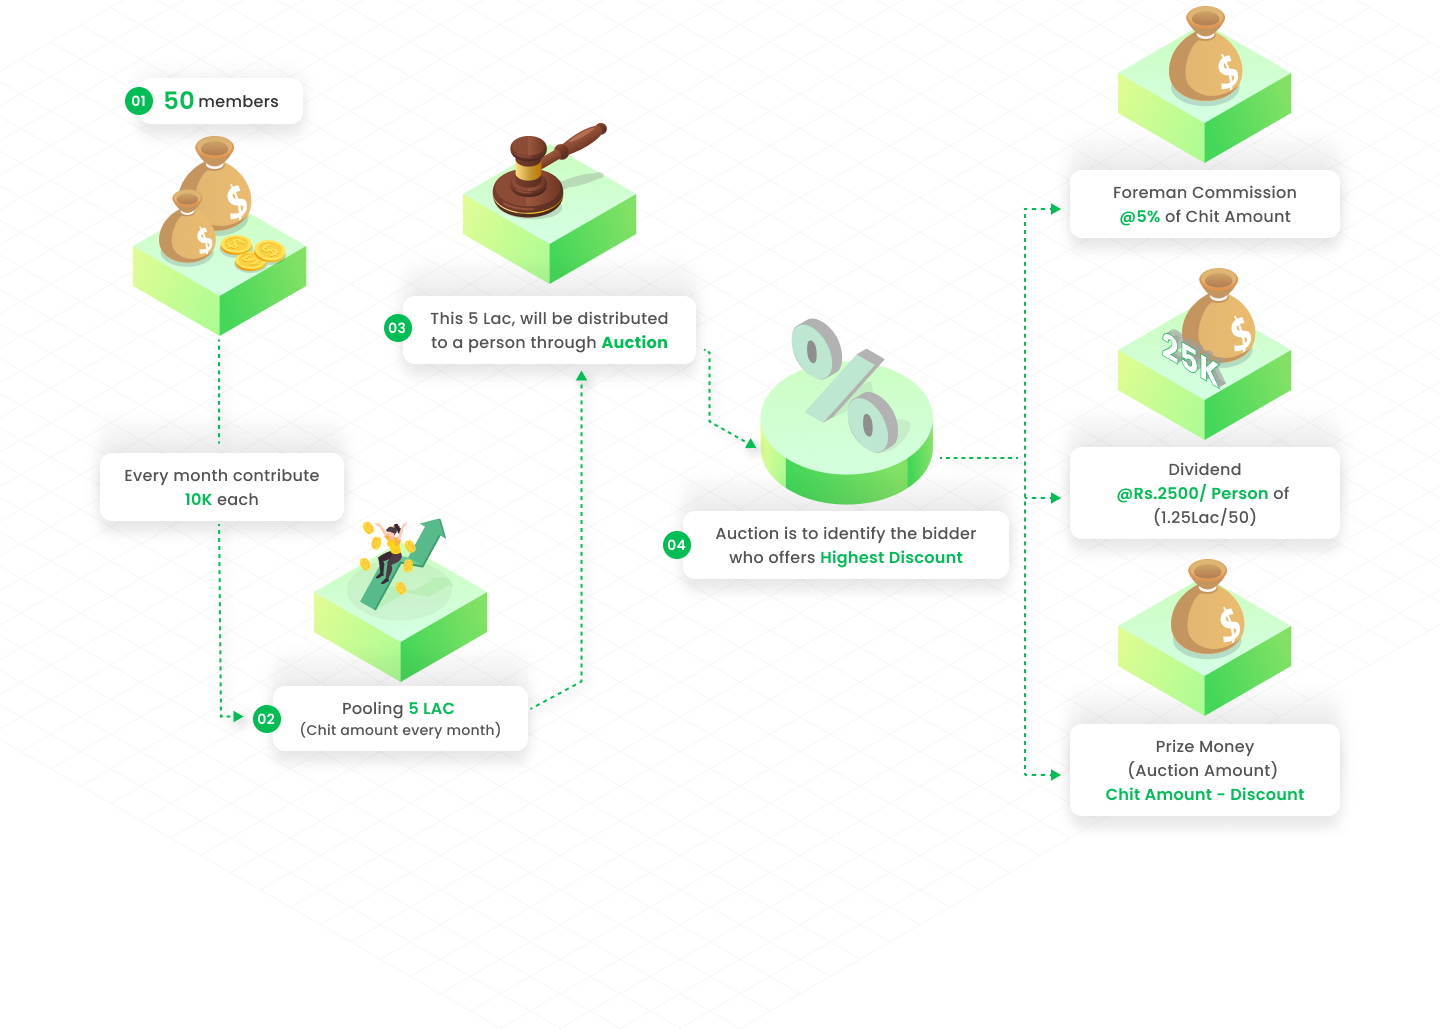 01 50 members
Every month contribute
10K each
02 Pooling 5 LAC
(Chit amount every month)
03 This 5 Lac, will be distributed
to a person through Auction
04 Auction is to identify the bidder
who offers Highest Discount
$
Foreman Commission
@5% of Chit Amount
$
25K
Dividend
@Rs.2500/ Person of
(1.25Lac/50)
$
Prize Money
(Auction Amount)
Chit Amount - Discount